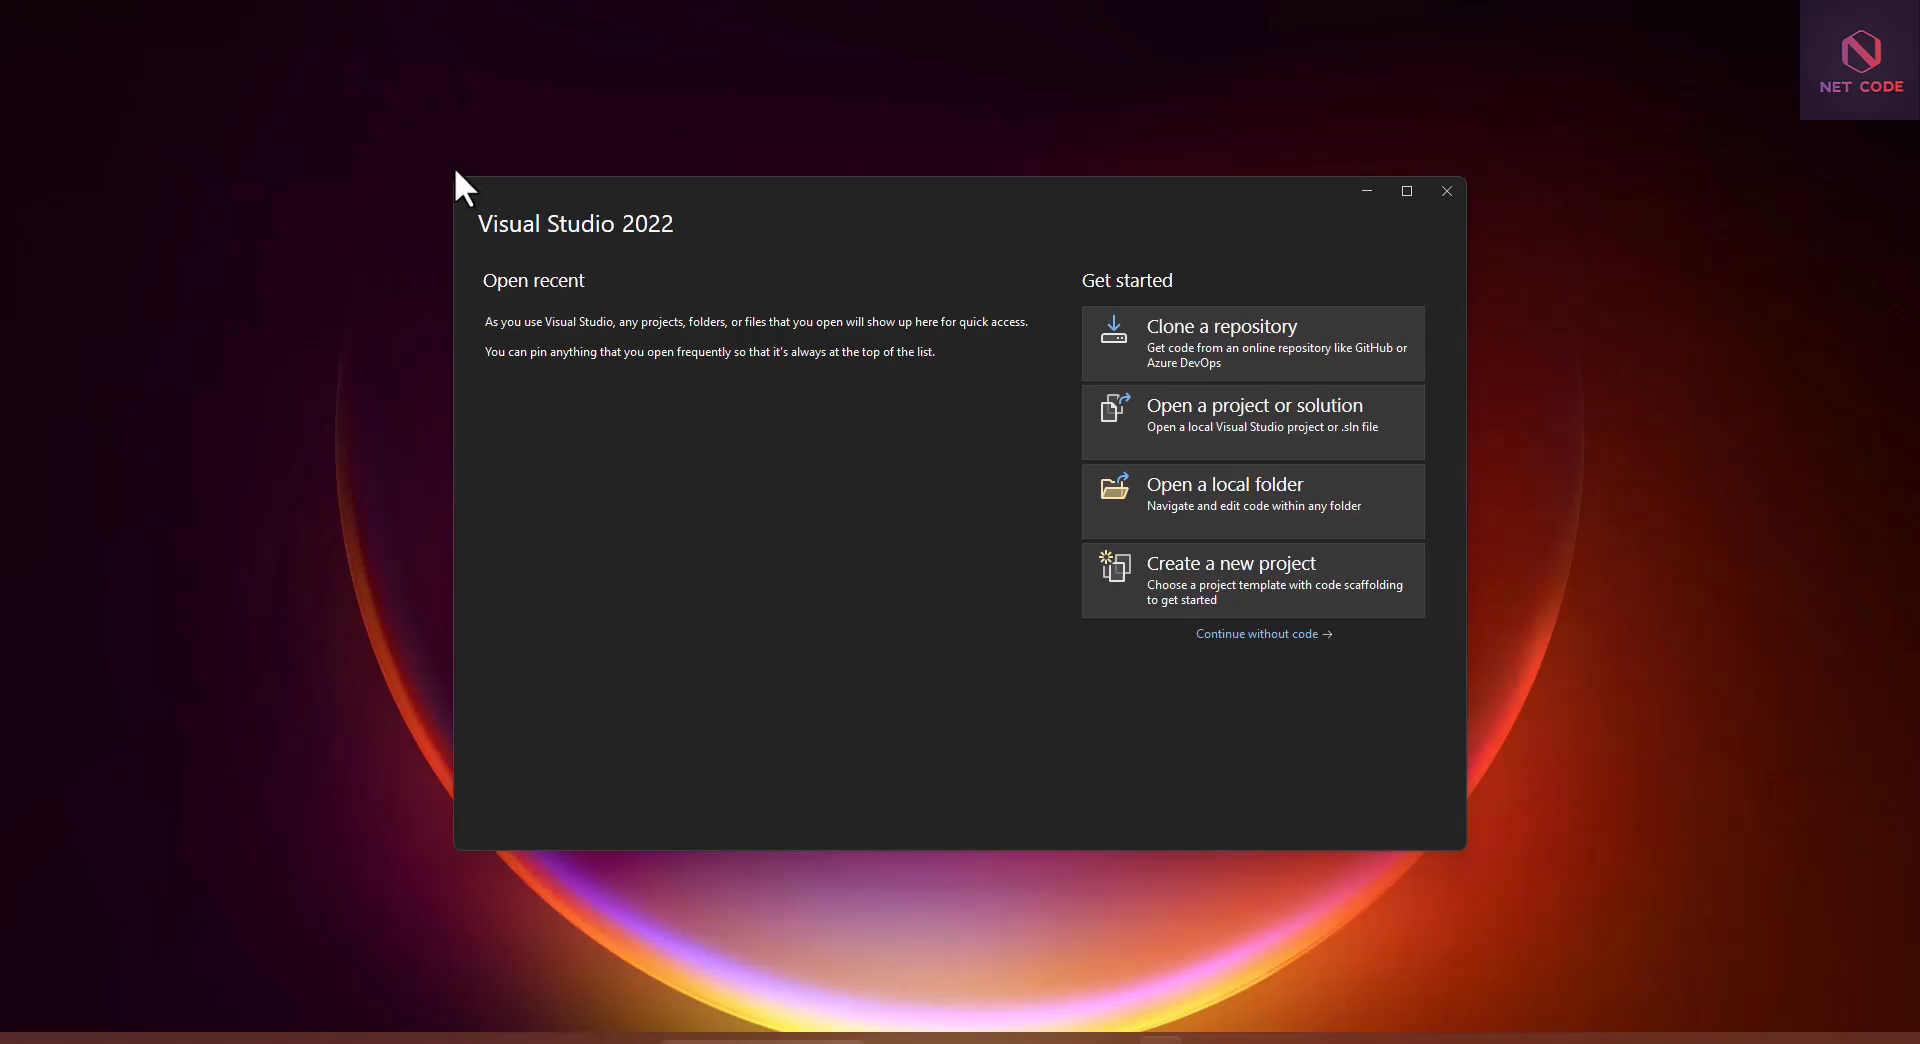 NET CODE
Visual Studio 2022
Open recent
As you use Visual Studio, any projects, folders, or files that you open will show up here for quick access.
You can pin anything that you open frequently so that it's always at the top of the list.
Get started
Clone a repository
Get code from an online repository like GitHub or
Azure DevOps
Open a project or solution
Open a local Visual Studio project or .sln file
Open a local folder
Navigate and edit code within any folder
Create a new project
Choose a project template with code scaffolding
to get started
Continue without code →